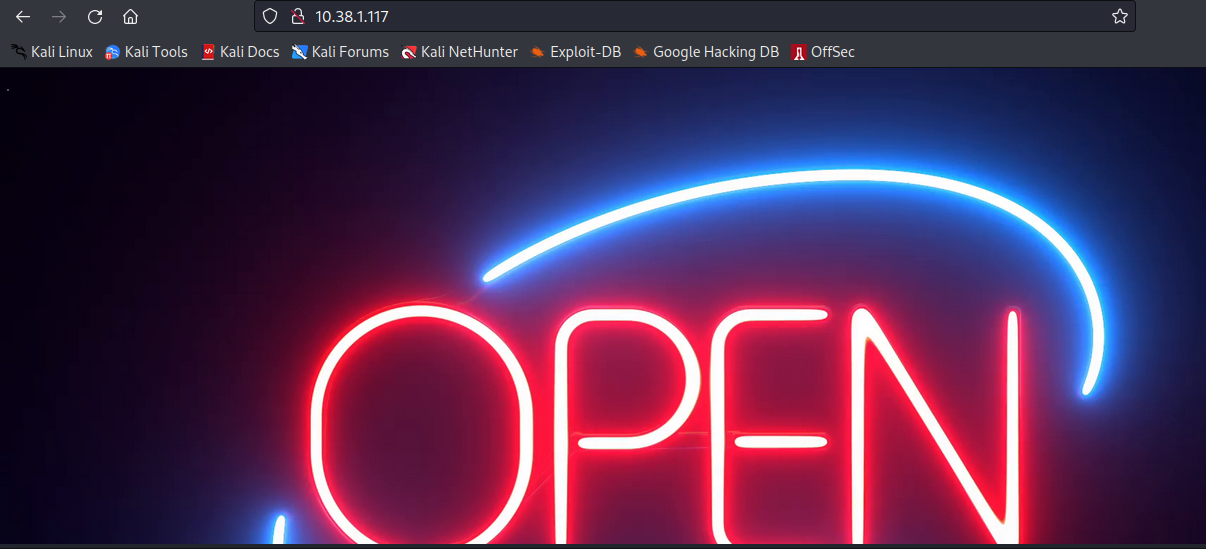 10.38.1.117
Kali Linux Kali Tools Kali Docs Kali Forums Kali NetHunter Exploit-DB Google Hacking DB OffSec
.
OPEN